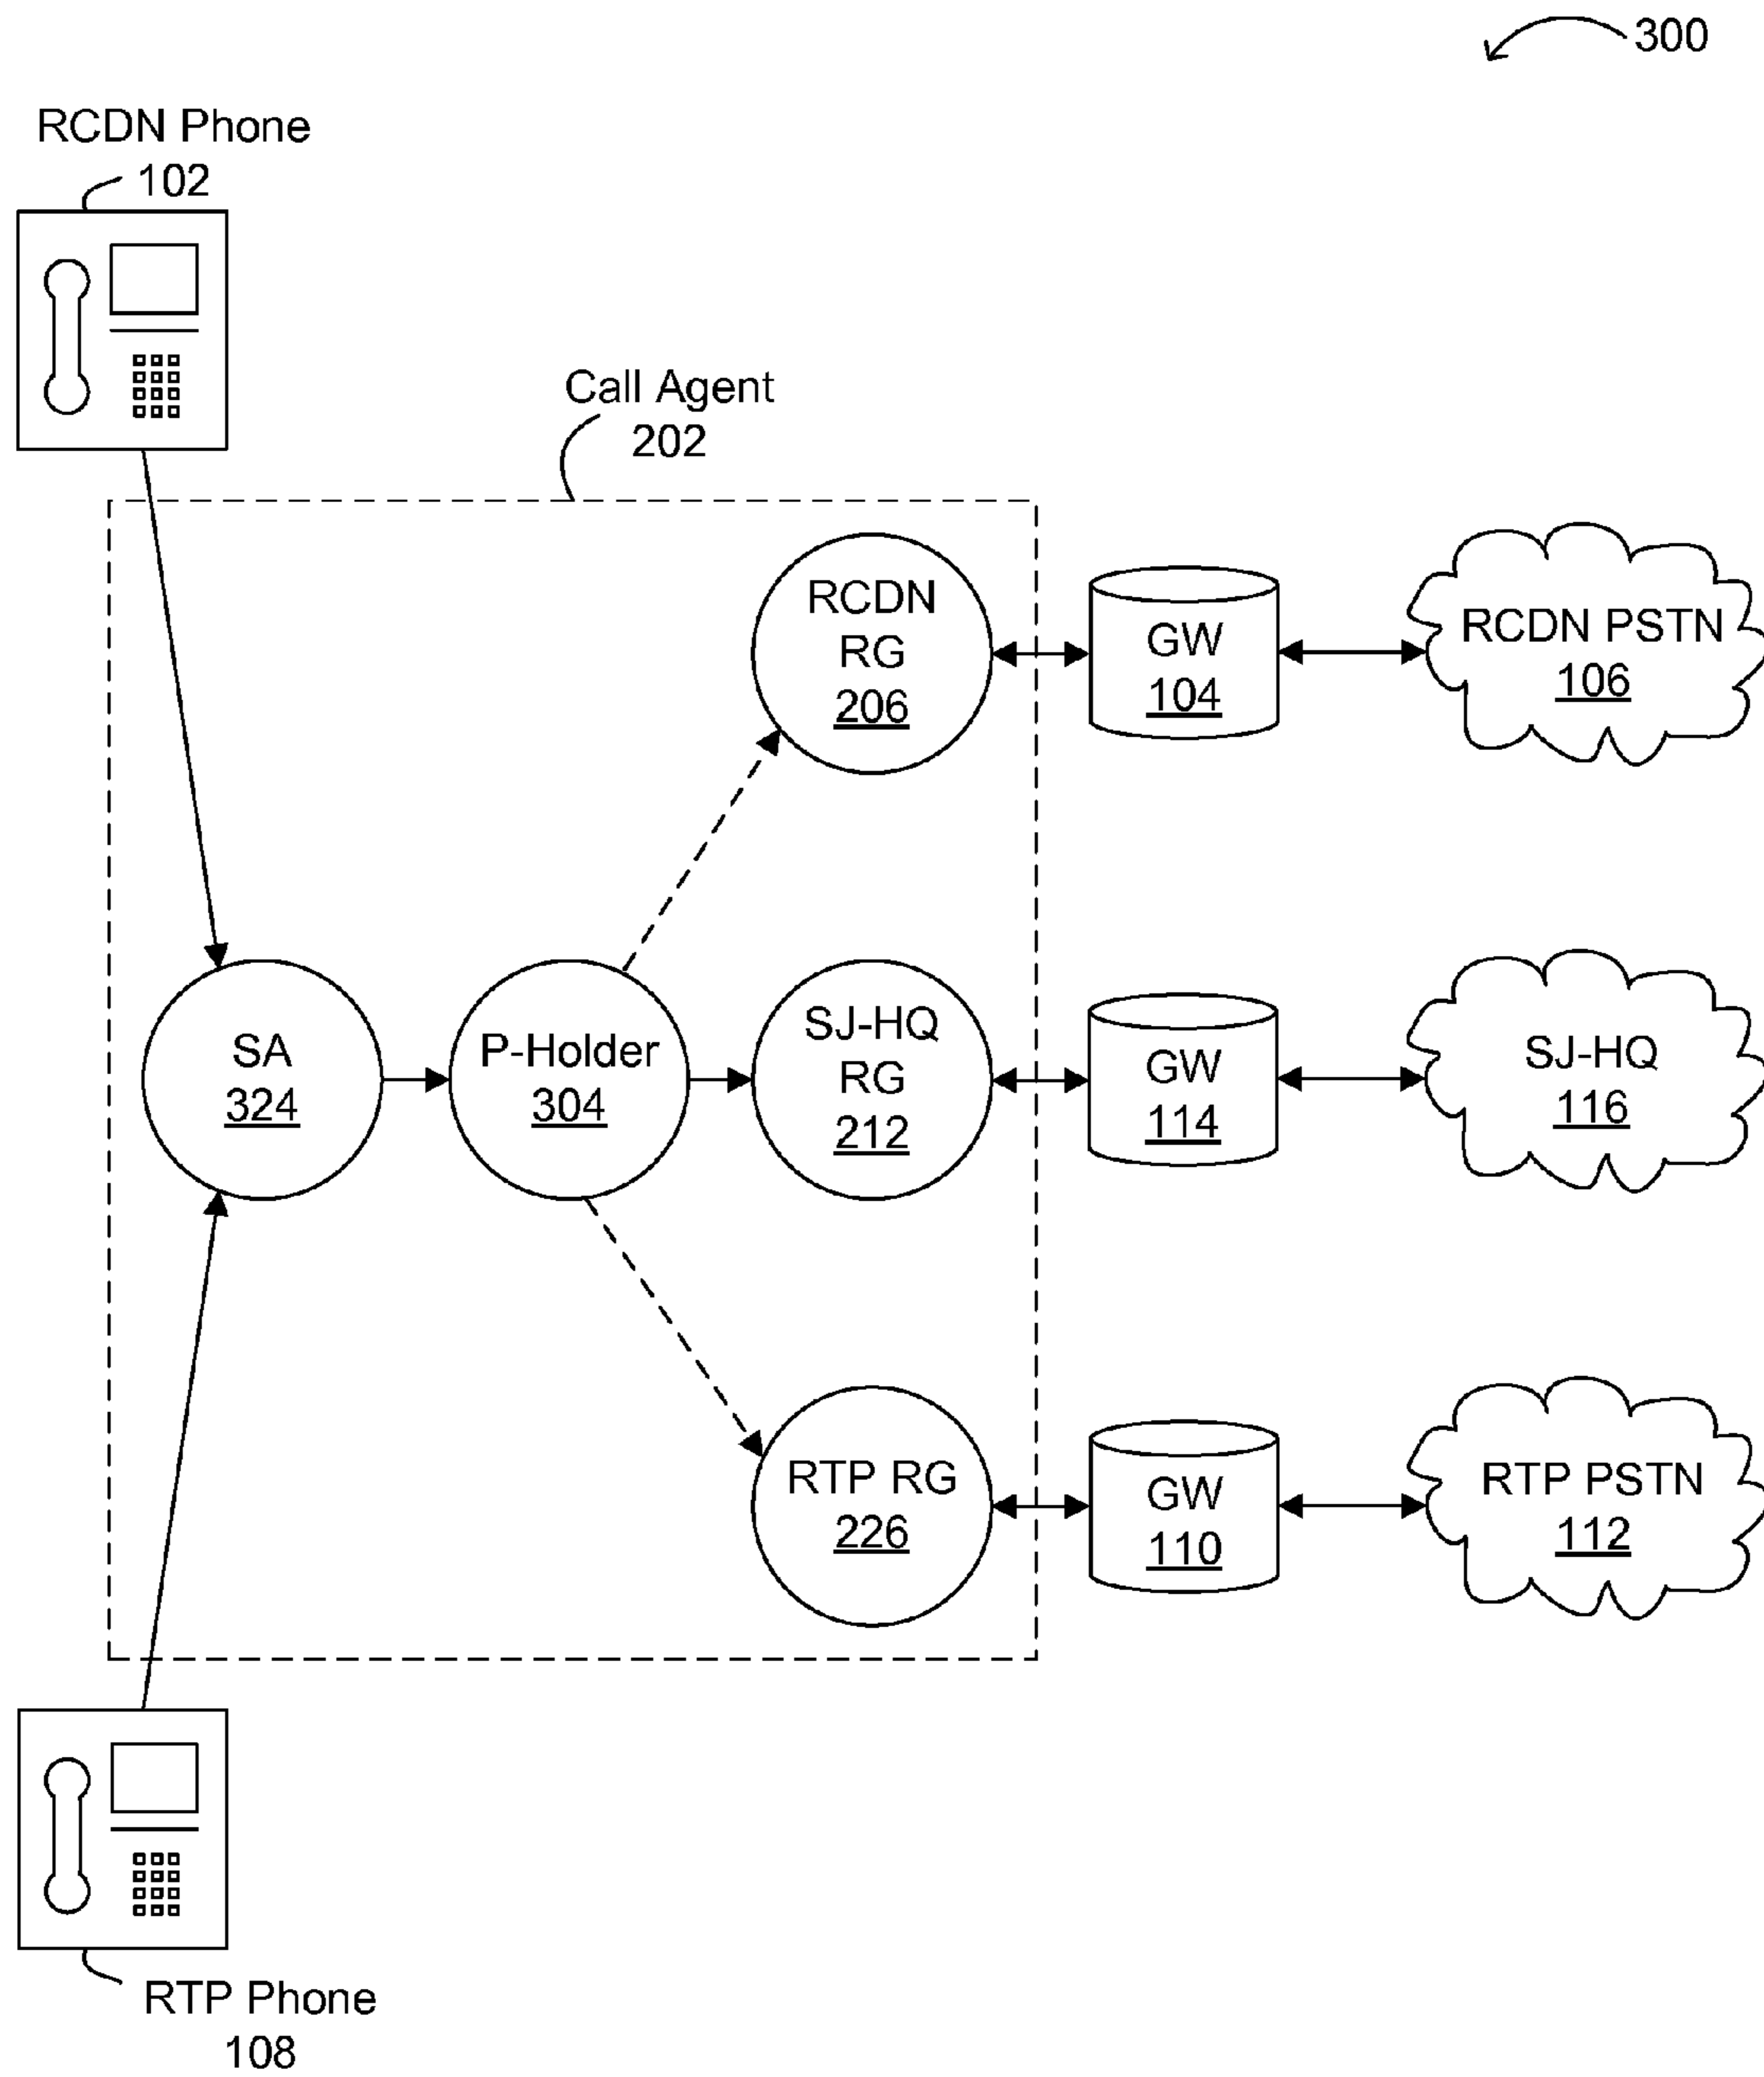 300
RCDN Phone
102
Call Agent
202
RCDN
RG
206
GW
104
RCDN PSTN
106
SA
324
P-Holder
304
SJ-HQ
RG
212
GW
114
SJ-HQ
116
RTP RG
226
GW
110
RTP PSTN
112
RTP Phone
108